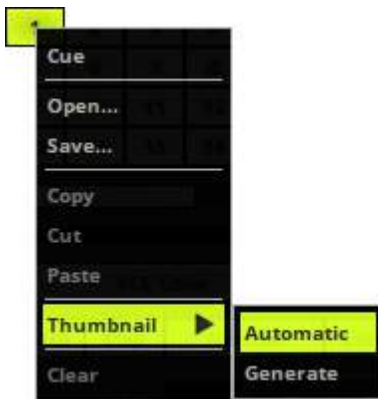 1
Cue
Open...
Save...
Copy
Cut
Paste
Thumbnail
Automatic
Generate
Clear